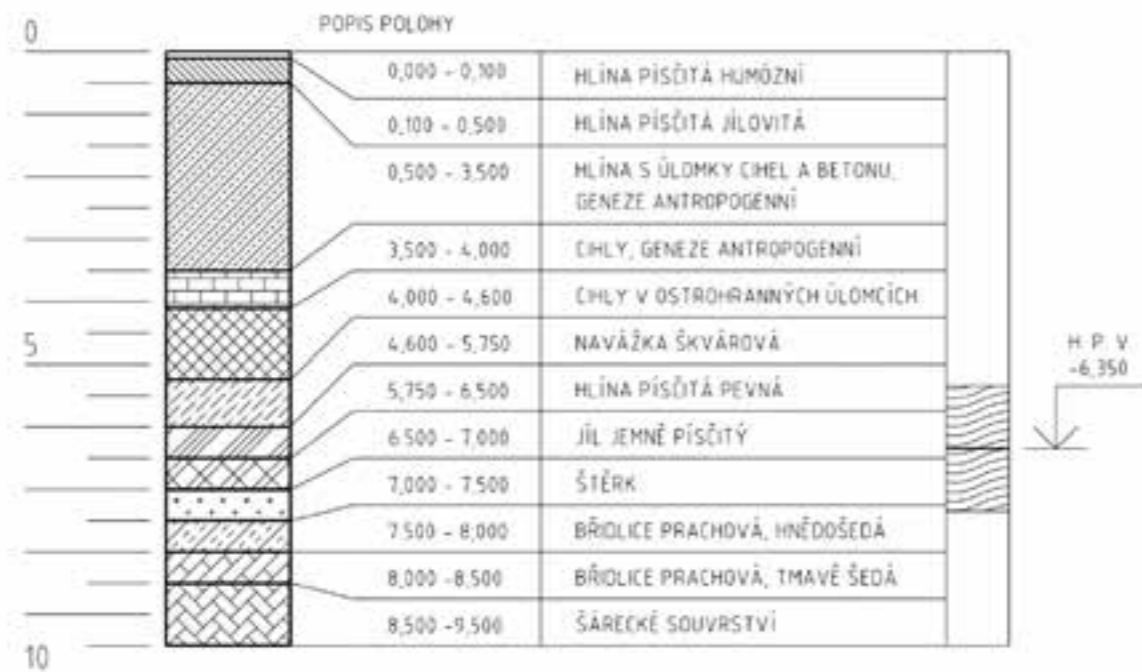 POPIS POLOHY
0
0,000 - 0,100 HLÍNA PÍSČITÁ HUMÓZNÍ
0,100 - 0,500 HLÍNA PÍSČITÁ JÍLOVITÁ
0,500 - 3,500 HLÍNA S ÚLOMKY CIHEL A BETONU,
GENEZE ANTROPOGENNÍ
3,500 - 4,000 CIHLY, GENEZE ANTROPOGENNÍ
4,000 - 4,600 CIHLY V OSTROHRANNÝCH ÚLOMCÍCH
4,600 - 5,750 NAVÁŽKA ŠKVÁROVÁ
5
H. P. V.
-6,350
5,750 - 6,500 HLÍNA PÍSČITÁ PEVNÁ
6.500 - 7,000 JÍL JEMNĚ PÍSČITÝ
7,000 - 7,500 ŠTĚRK
7.500 - 8,000 BŘIDLICE PRACHOVÁ, HNĚDOŠEDÁ
8,000 -8,500 BŘIDLICE PRACHOVÁ, TMAVĚ ŠEDÁ
8,500 -9,500 ŠÁRECKÉ SOUVRSTVÍ
10